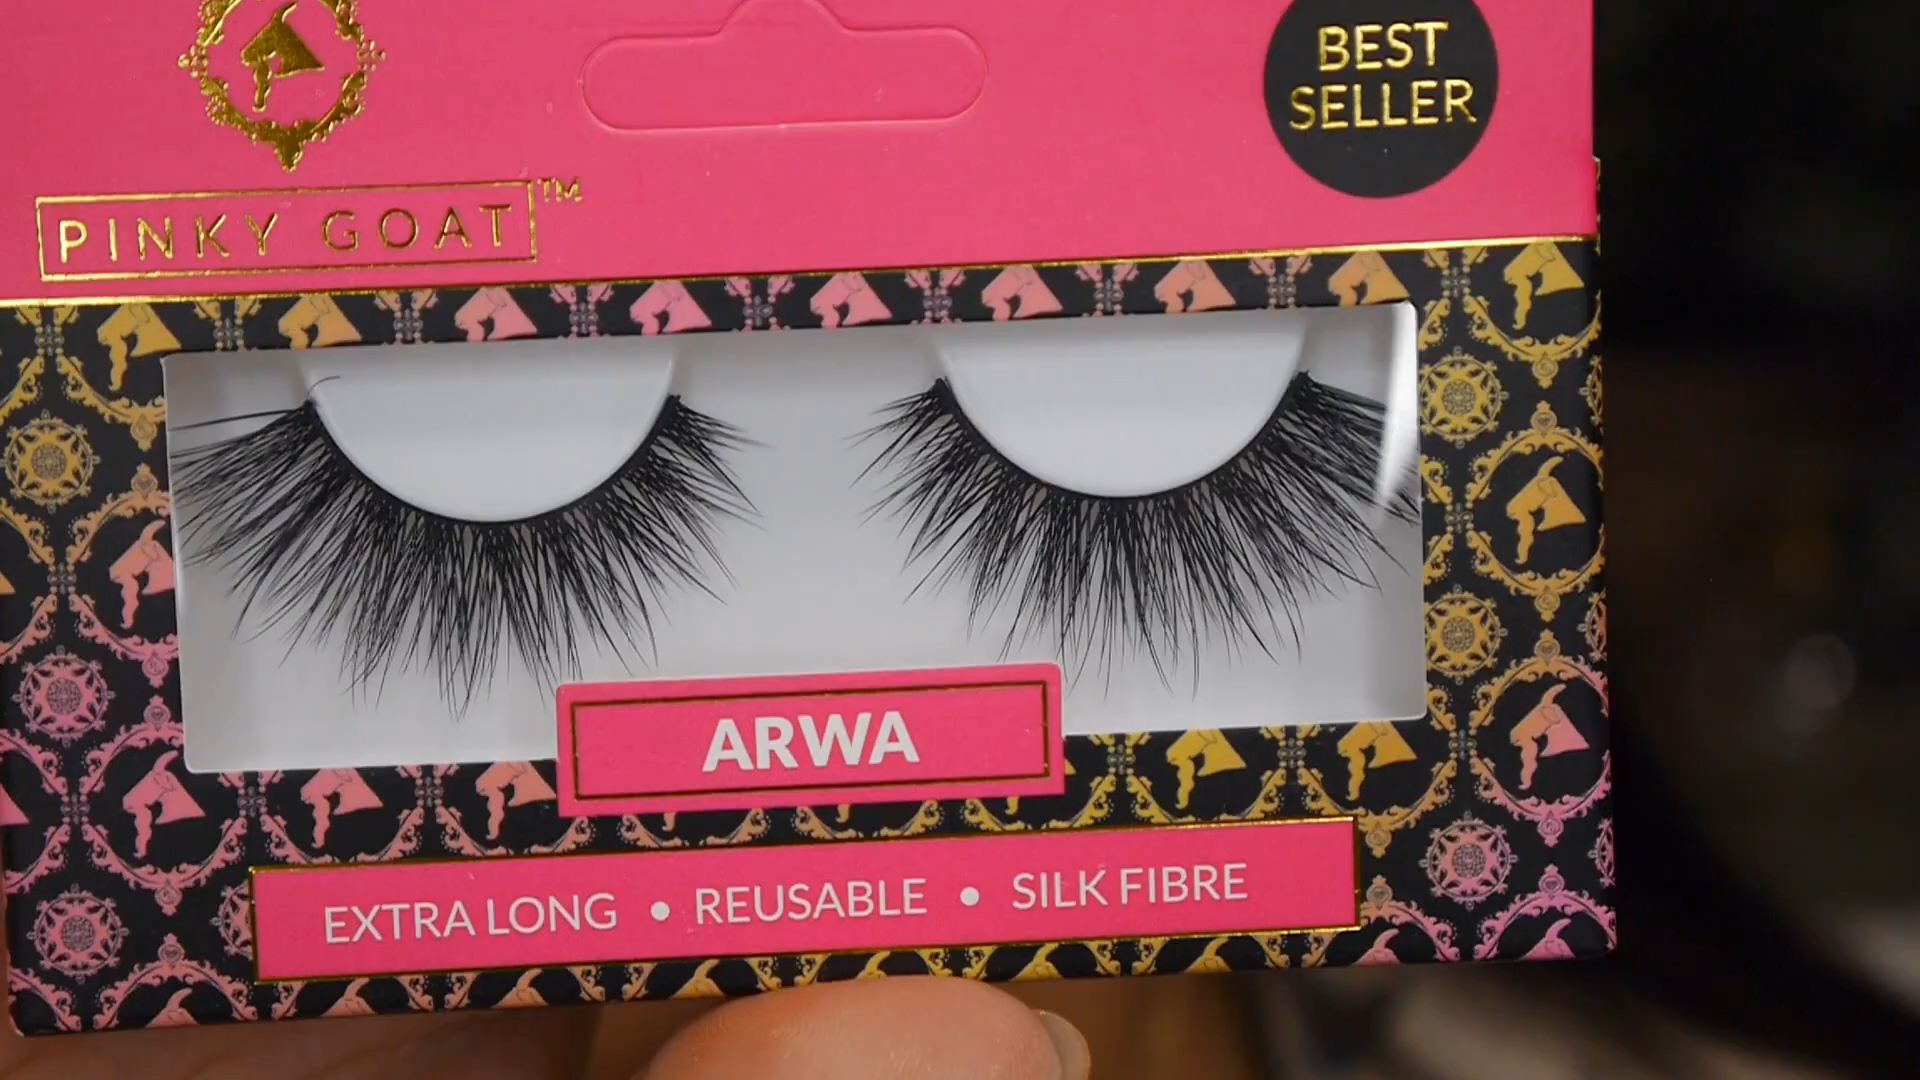 BEST
SELLER
PINKY GOAT™
ARWA
EXTRA LONG • REUSABLE • SILK FIBRE